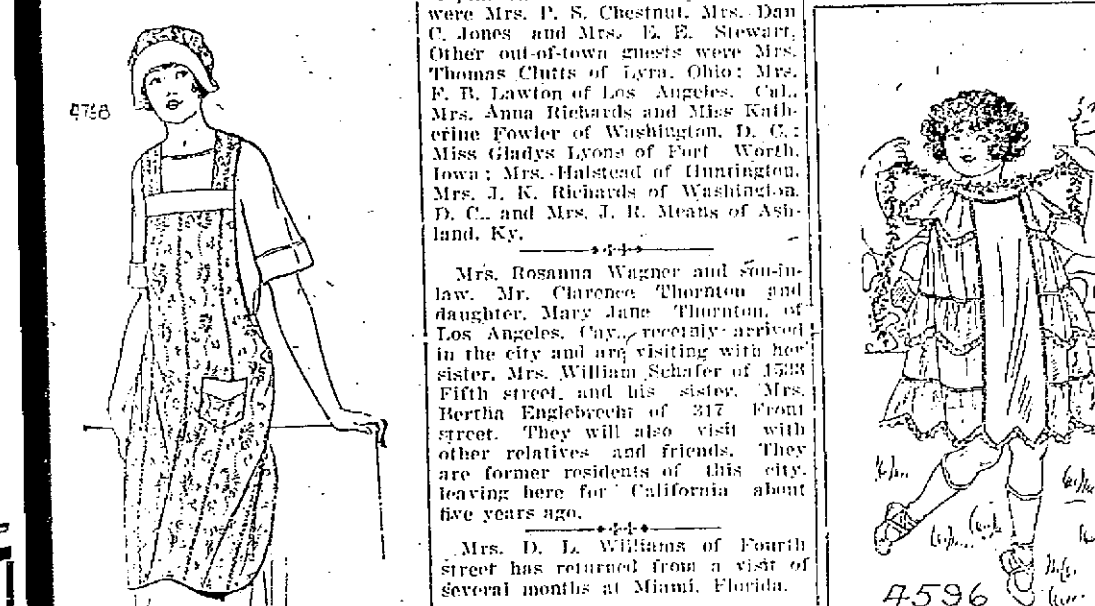 4768
were Mrs. P. S. Chestnut, Mrs. Dan
C. Jones and Mrs. E. E. Stewart.
Other out-of-town guests were Mrs.
Thomas Clutts of Lyra, Ohio; Mrs.
F. B. Lawton of Los Angeles, Cal.,
Mrs. Anna Richards and Miss Kath-
erine Fowler of Washington, D. C.;
Miss Gladys Lyons of Fort Worth,
Iowa; Mrs. Halstead of Huntington,
Mrs. J. K. Richards of Washington,
D. C., and Mrs. J. R. Means of Ash-
land, Ky.
Mrs. Rosanna Wagner and son-in-
law, Mr. Clarence Thornton and
daughter, Mary Jane Thornton, of
Los Angeles, Cay., recently arrived
in the city and are visiting with her
sister, Mrs. William Schafer of 1533
Fifth street, and his sister, Mrs.
Bertha Englebrecht of 317 Front
street. They will also visit with
other relatives and friends. They
are former residents of this city,
leaving here for California about
five years ago.
Mrs. D. L. Williams of Fourth
street has returned from a visit of
several months at Miami, Florida.
4596